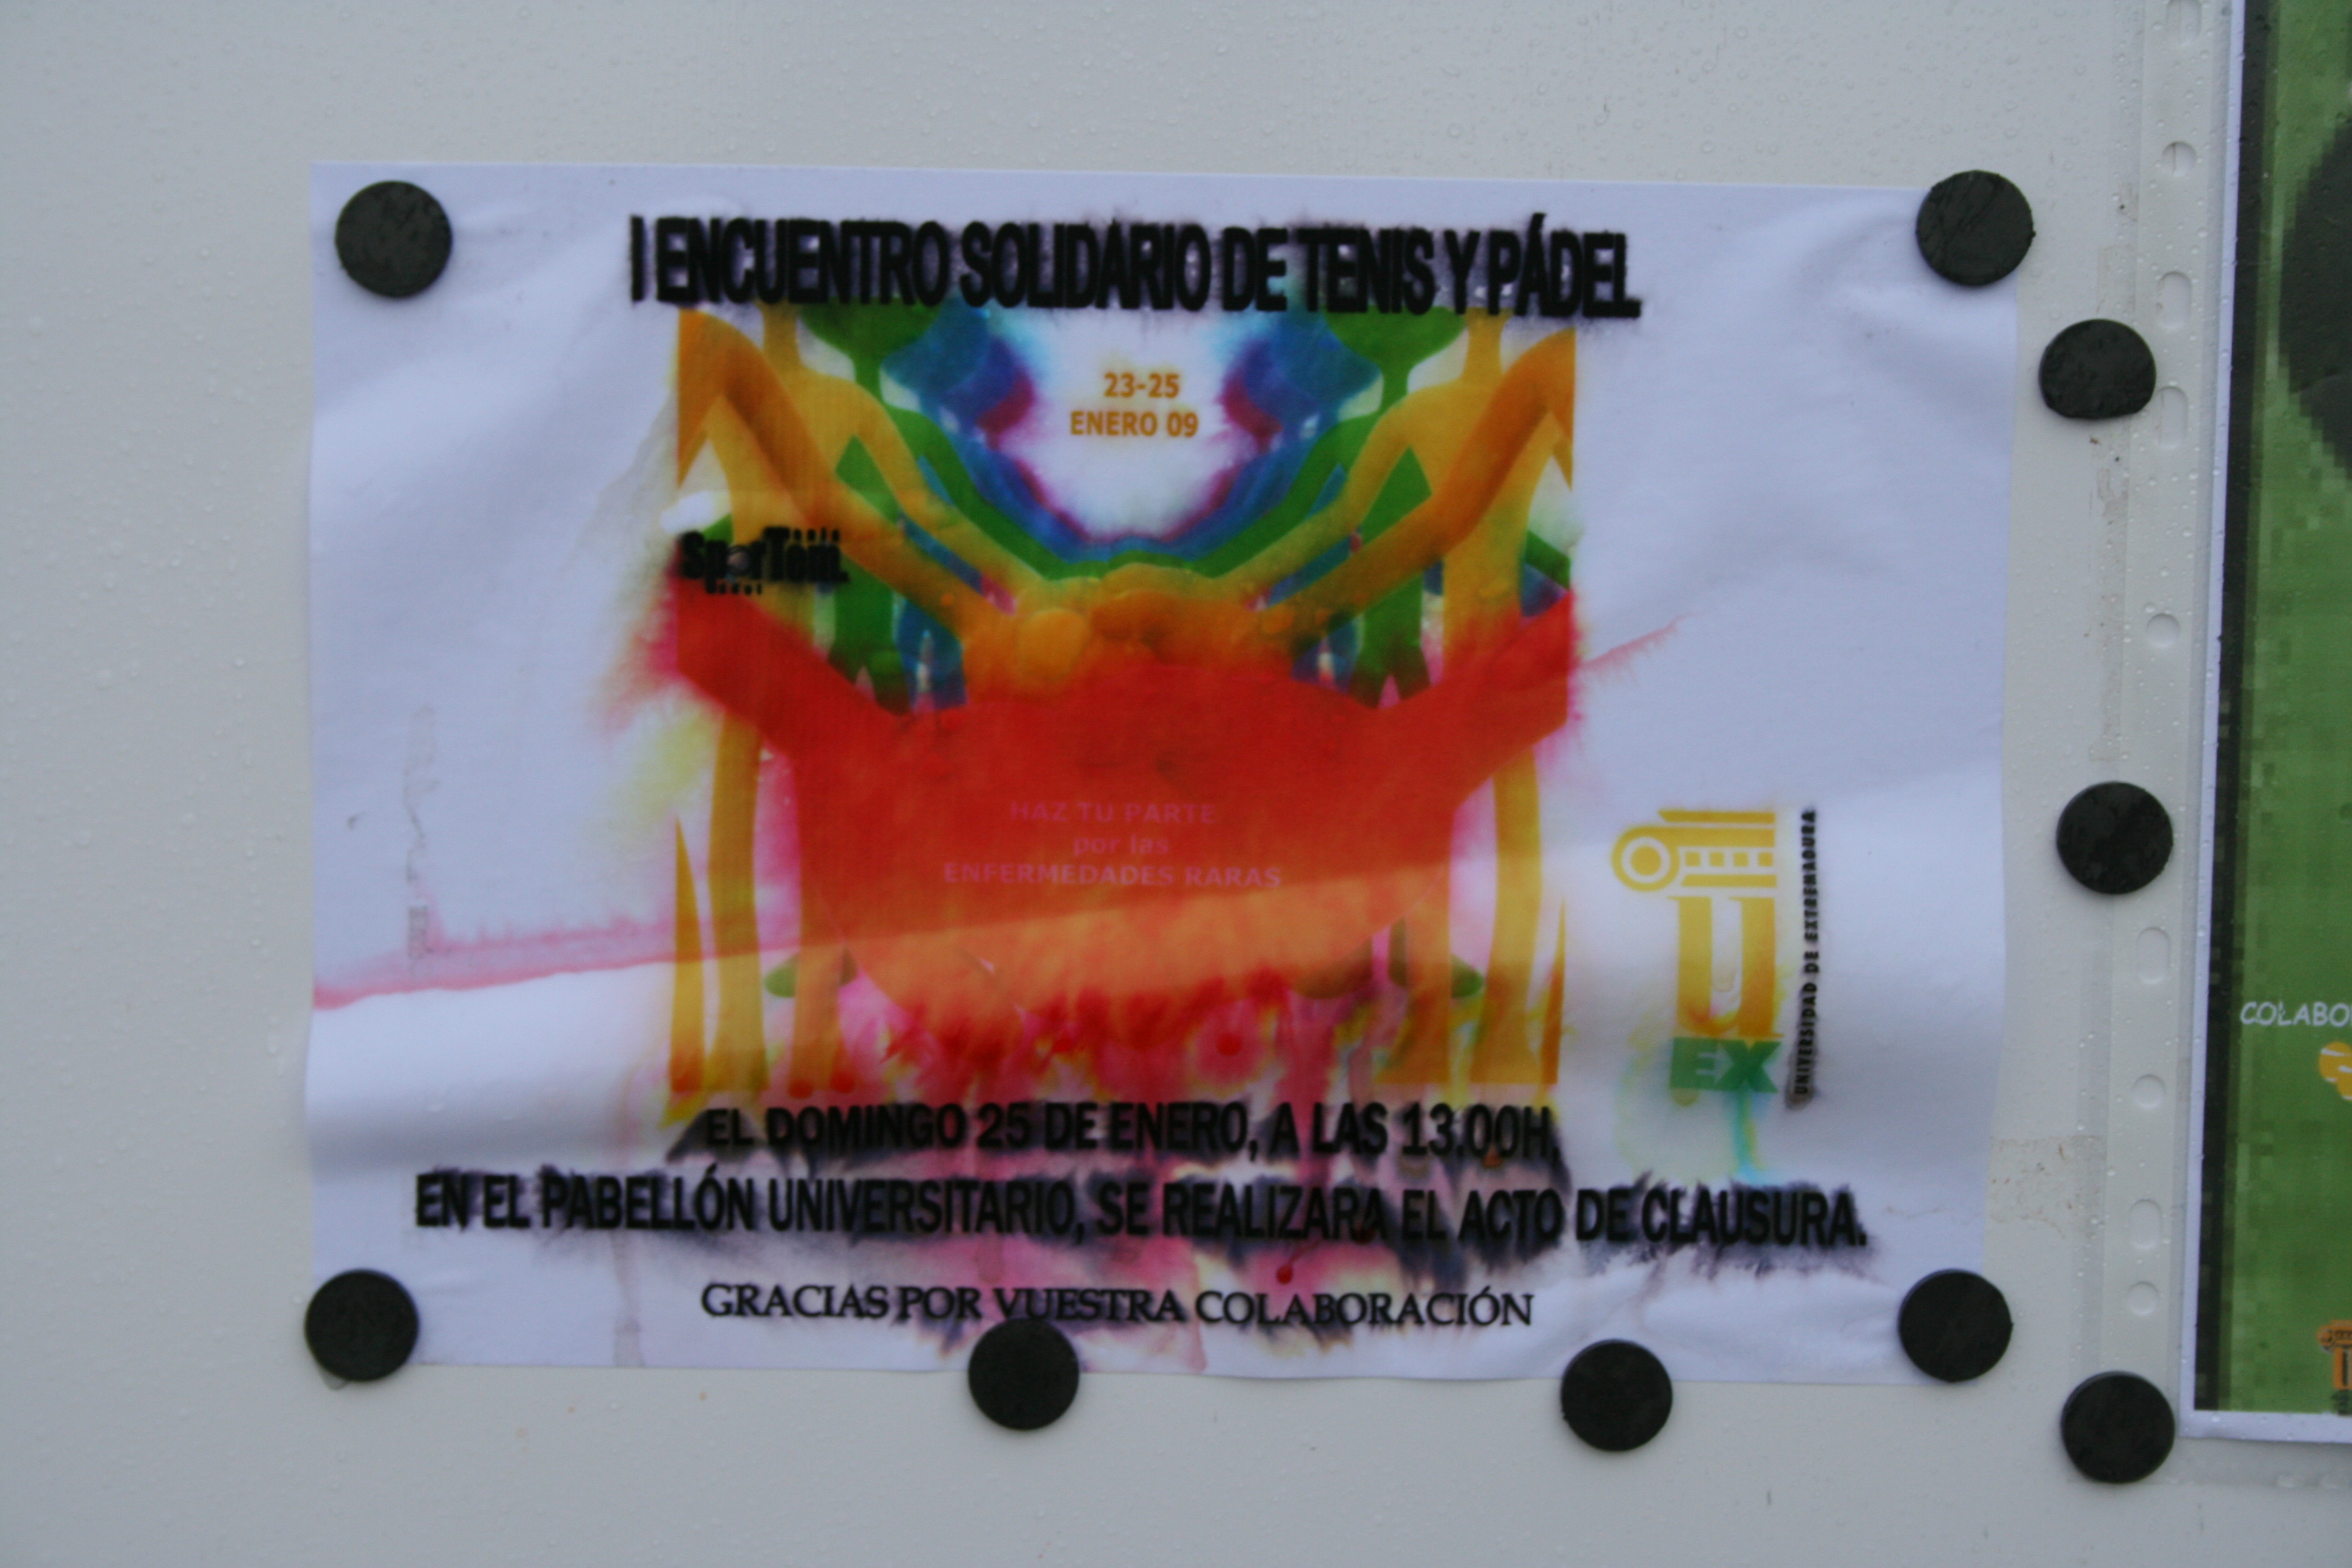 I ENCUENTRO SOLIDARIO DE TENIS Y PÁDEL
23-25
ENERO 09
SporTem
HAZ TU PARTE
por las
ENFERMEDADES RARAS
u
EX
UNIVERSIDAD DE EXTREMADURA
EL DOMINGO 25 DE ENERO, A LAS 13.00H,
EN EL PABELLÓN UNIVERSITARIO, SE REALIZARA EL ACTO DE CLAUSURA.
GRACIAS POR VUESTRA COLABORACIÓN
COLABO